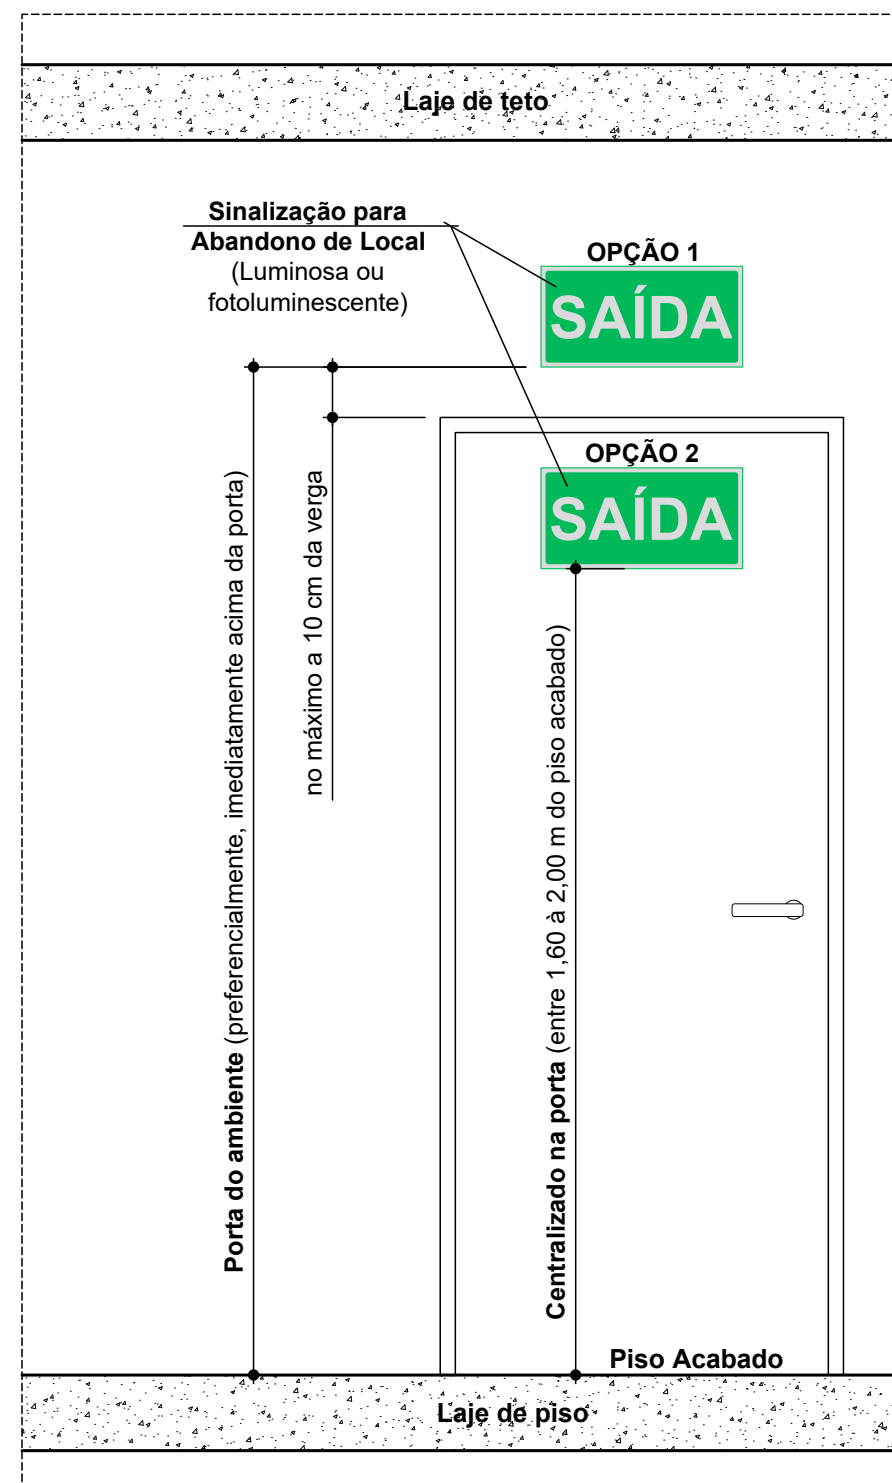 Laje de teto
Sinalização para
Abandono de Local
(Luminosa ou
fotoluminescente)
OPÇÃO 1
SAÍDA
OPÇÃO 2
SAÍDA
Porta do ambiente (preferencialmente, imediatamente acima da porta)
no máximo a 10 cm da verga
Centralizado na porta (entre 1,60 à 2,00 m do piso acabado)
Piso Acabado
Laje de piso